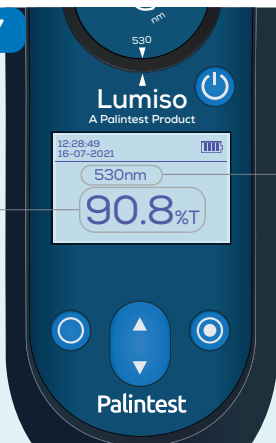 nm
530
Lumiso
A Palintest Product
12:28:49
16-07-2021
530nm
90.8%T
Palintest